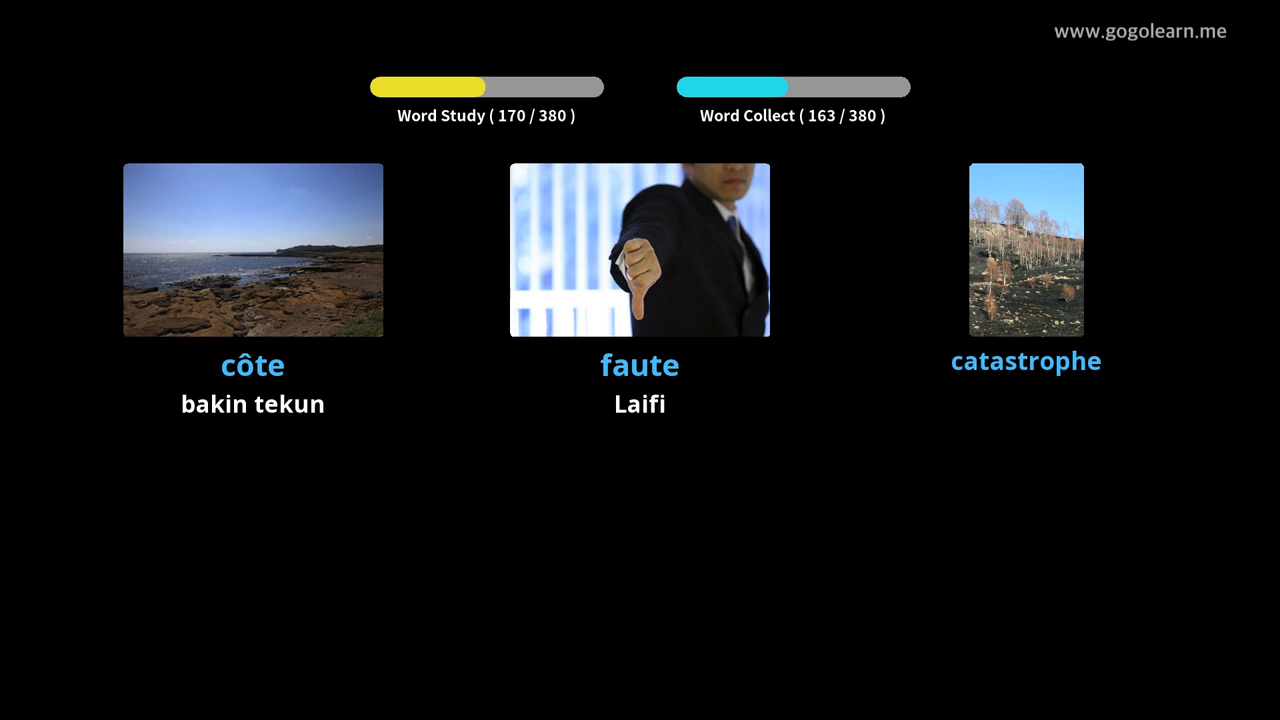 www.gogolearn.me
Word Study ( 170 / 380 )
Word Collect ( 163 / 380 )
côte
faute
catastrophe
bakin tekun
Laifi